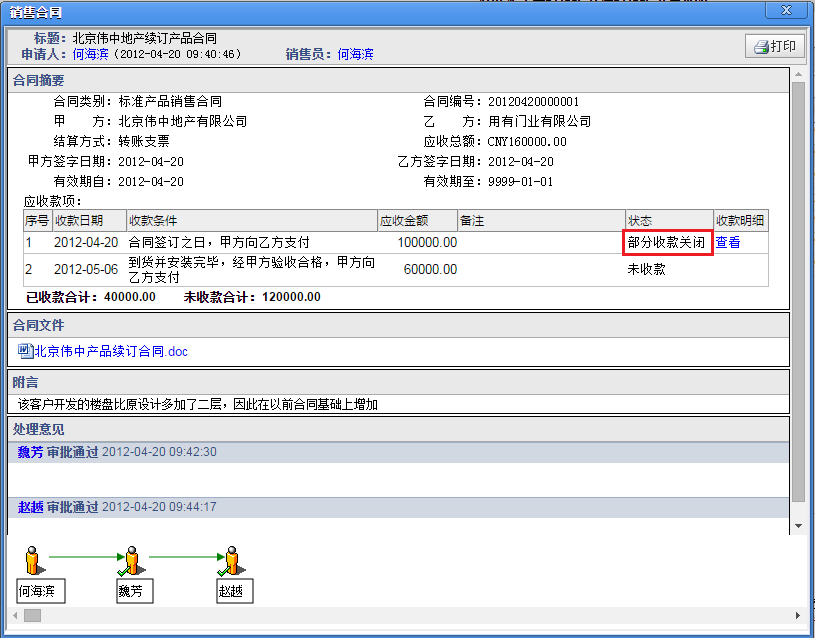 销售合同
标题：北京伟中地产续订产品合同
申请人：何海滨（2012-04-20 09:40:46） 销售员：何海滨
打印
合同摘要
合同类别：标准产品销售合同 合同编号：20120420000001
甲 方：北京伟中地产有限公司 乙 方：用有门业有限公司
结算方式：转账支票 应收总额：CNY160000.00
甲方签字日期：2012-04-20 乙方签字日期：2012-04-20
有效期自：2012-04-20 有效期至：9999-01-01
应收款项：
序号 收款日期 收款条件 应收金额 备注 状态 收款明细
1 2012-04-20 合同签订之日，甲方向乙方支付 100000.00 部分收款关闭 查看
2 2012-05-06 到货并安装完毕，经甲方验收合格，甲方向 60000.00 未收款
乙方支付
已收款合计：40000.00 未收款合计：120000.00
合同文件
北京伟中产品续订合同.doc
附言
该客户开发的楼盘比原设计多加了二层，因此在以前合同基础上增加
处理意见
魏芳 审批通过 2012-04-20 09:42:30
赵越 审批通过 2012-04-20 09:44:17
何海滨 魏芳 赵越